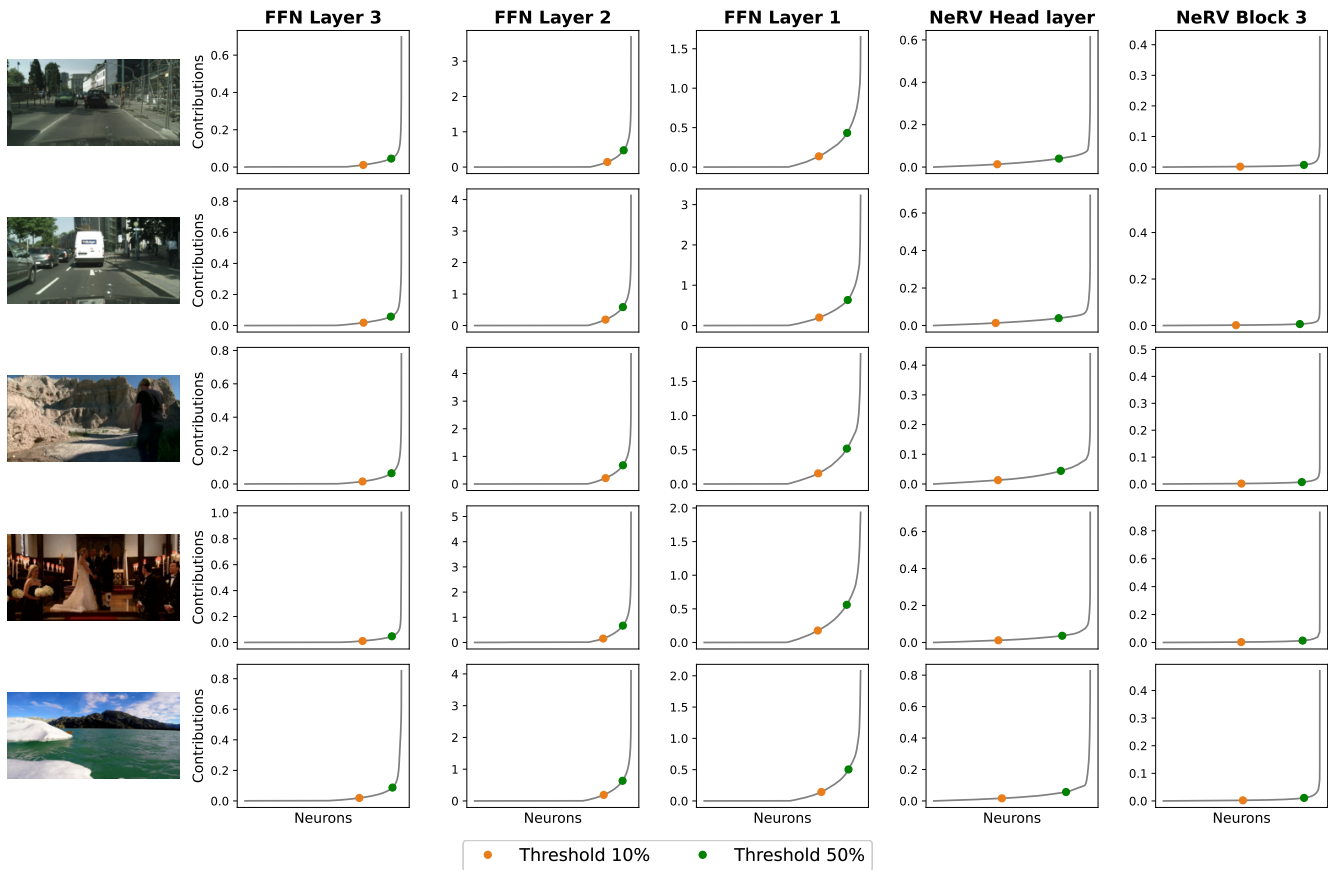 FFN Layer 3 FFN Layer 2 FFN Layer 1 NeRV Head layer NeRV Block 3
Contributions
0.6 0.4 0.2 0.0
3 2 1 0
1.5 1.0 0.5 0.0
0.6 0.4 0.2 0.0
0.4 0.3 0.2 0.1 0.0
Contributions
0.8 0.6 0.4 0.2 0.0
4 3 2 1 0
3 2 1 0
0.6 0.4 0.2 0.0
0.4 0.2 0.0
Contributions
0.8 0.6 0.4 0.2 0.0
4 3 2 1 0
1.5 1.0 0.5 0.0
0.4 0.3 0.2 0.1 0.0
0.5 0.4 0.3 0.2 0.1 0.0
Contributions
1.0 0.8 0.6 0.4 0.2 0.0
5 4 3 2 1 0
2.0 1.5 1.0 0.5 0.0
0.6 0.4 0.2 0.0
0.8 0.6 0.4 0.2 0.0
Contributions
0.8 0.6 0.4 0.2 0.0
4 3 2 1 0
2.0 1.5 1.0 0.5 0.0
0.8 0.6 0.4 0.2 0.0
0.4 0.3 0.2 0.1 0.0
Neurons Neurons Neurons Neurons Neurons
Threshold 10% Threshold 50%